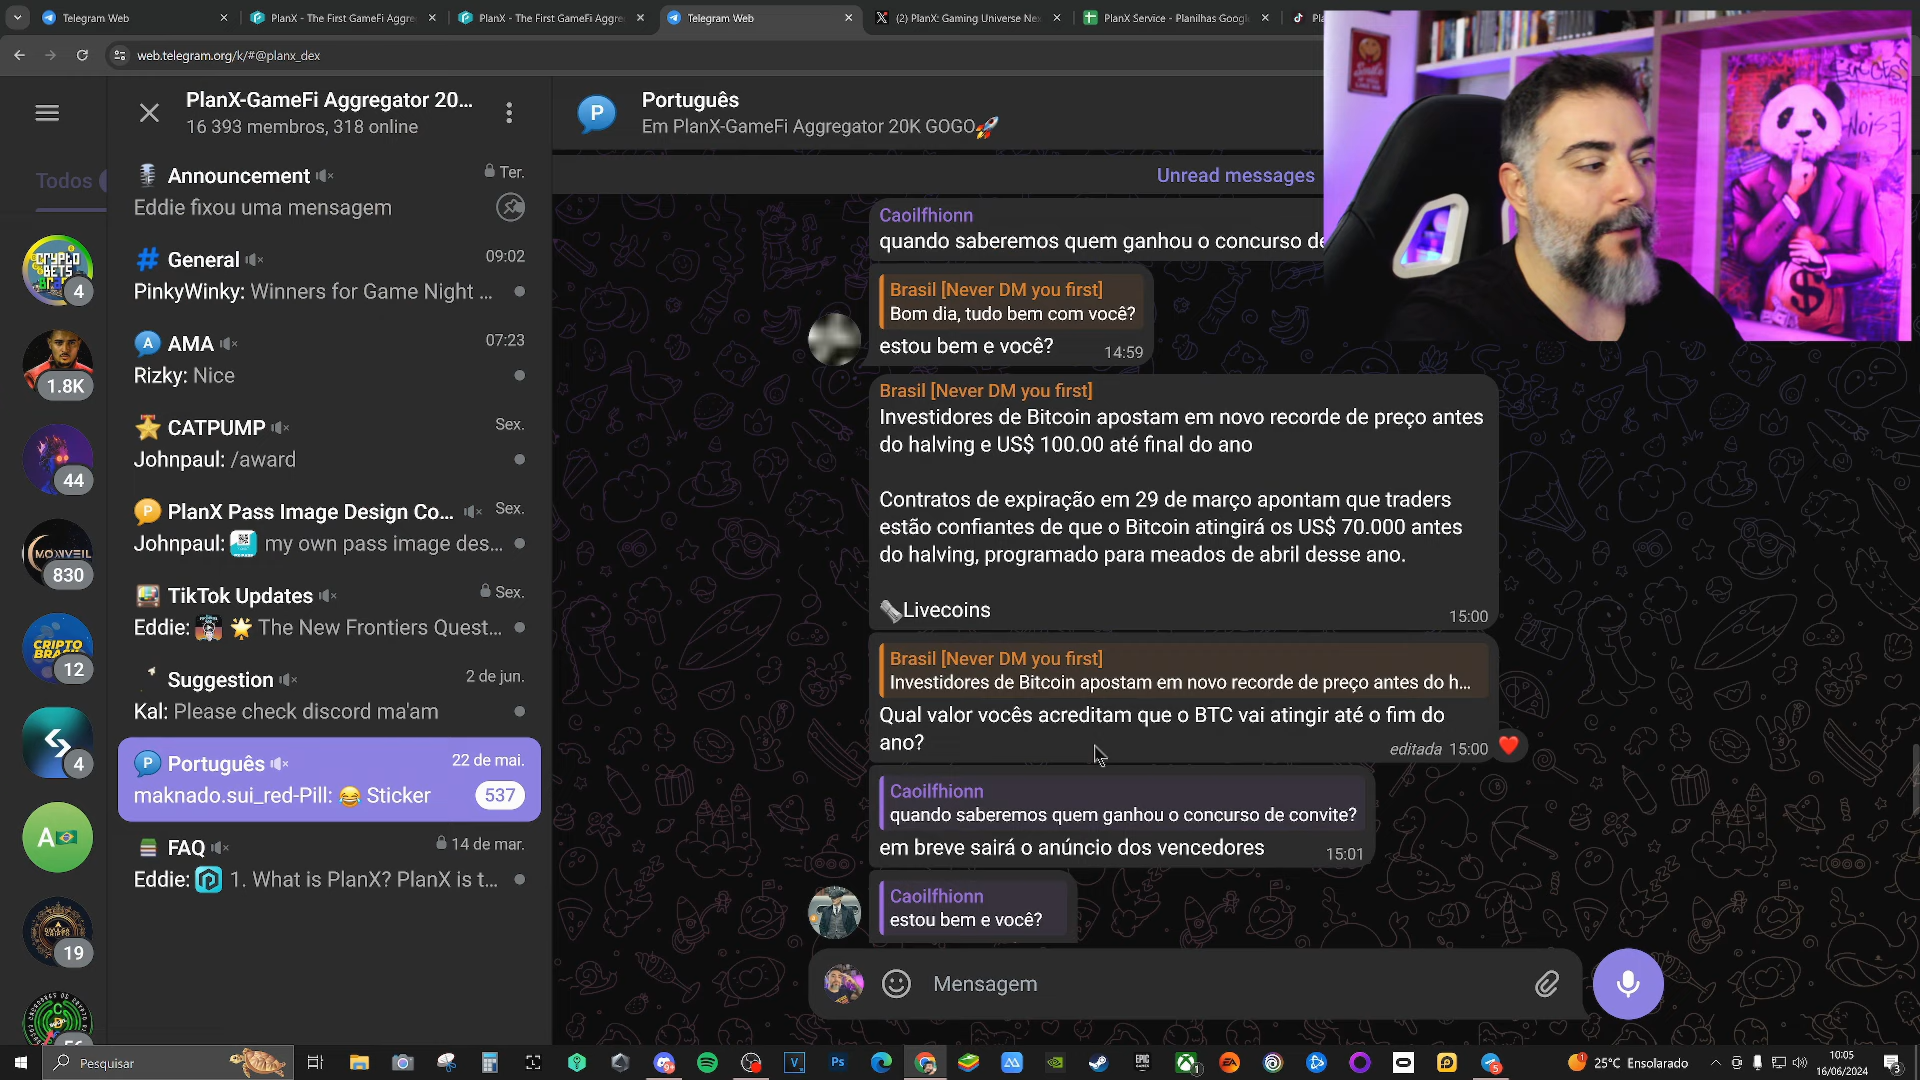 Telegram Web
PlanX - The First GameFi Aggre
PlanX - The First GameFi Aggre
Telegram Web
(2) PlanX: Gaming Universe Ne
PlanX Service - Planilhas Googl
Pla
web.telegram.org/k/#@planx_dex
PlanX-GameFi Aggregator 20...
16 393 membros, 318 online
Português
Em PlanX-GameFi Aggregator 20K GOGO🚀
Todos
Announcement
Ter.
Eddie fixou uma mensagem
General
09:02
PinkyWinky: Winners for Game Night ...
AMA
07:23
Rizky: Nice
CATPUMP
Sex.
Johnpaul: /award
PlanX Pass Image Design Co...
Sex.
Johnpaul: my own pass image des...
TikTok Updates
Sex.
Eddie: 🌟 The New Frontiers Quest...
Suggestion
2 de jun.
Kal: Please check discord ma'am
Português
22 de mai.
maknado.sui_red-Pill: 😂 Sticker
537
FAQ
14 de mar.
Eddie: 1. What is PlanX? PlanX is t...
CRYPTO
BETS
4
1.8K
44
MOXVEIL
830
CRIPTO
12
4
A🇧🇷
19
56
Unread messages
Caoilfhionn
quando saberemos quem ganhou o concurso de
Brasil [Never DM you first]
Bom dia, tudo bem com você?
estou bem e você?
14:59
Brasil [Never DM you first]
Investidores de Bitcoin apostam em novo recorde de preço antes
do halving e US$ 100.00 até final do ano
Contratos de expiração em 29 de março apontam que traders
estão confiantes de que o Bitcoin atingirá os US$ 70.000 antes
do halving, programado para meados de abril desse ano.
🗞Livecoins
15:00
Brasil [Never DM you first]
Investidores de Bitcoin apostam em novo recorde de preço antes do h...
Qual valor vocês acreditam que o BTC vai atingir até o fim do
ano?
editada 15:00 ❤️
Caoilfhionn
quando saberemos quem ganhou o concurso de convite?
em breve sairá o anúncio dos vencedores
15:01
Caoilfhionn
estou bem e você?
Mensagem
NOISE
$
Pesquisar
25°C Ensolarado
10:05
16/06/2024